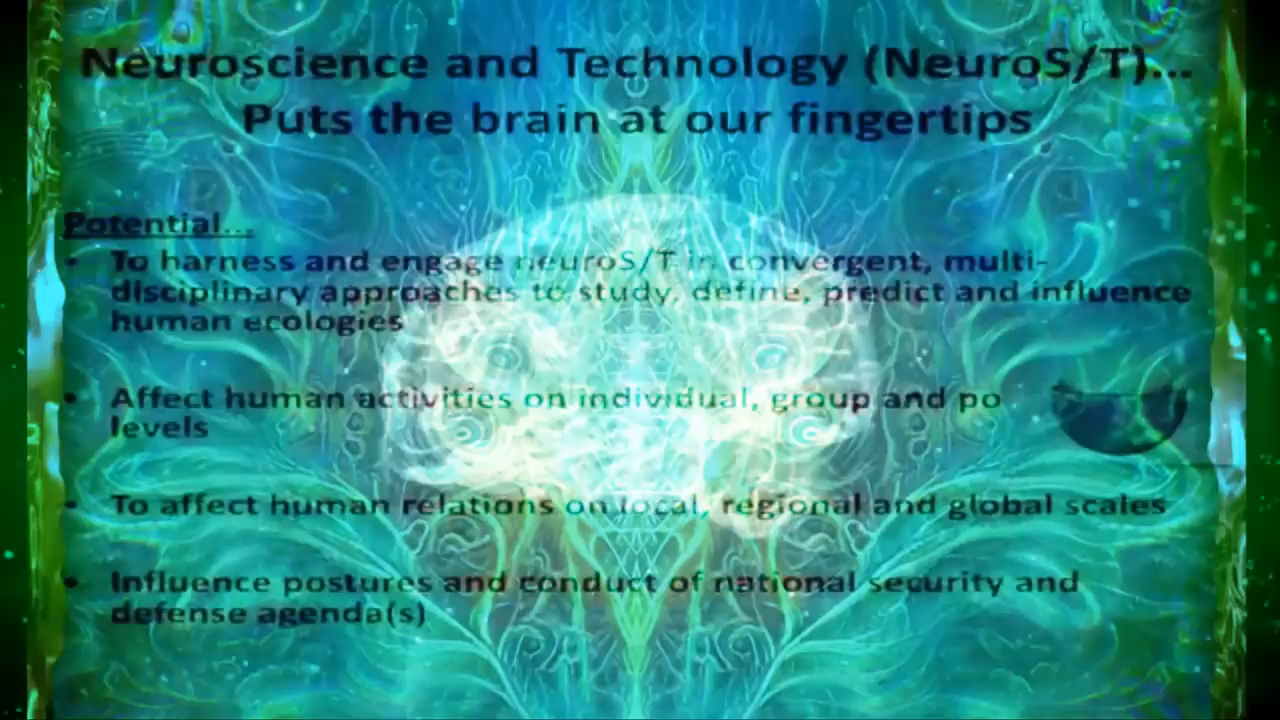 Neuroscience and Technology (NeuroS/T)...
Puts the brain at our fingertips
Potential...
• To harness and engage neuroS/T in convergent, multi-
disciplinary approaches to study, define, predict and influence
human ecologies
• Affect human activities on individual, group and po
levels
• To affect human relations on local, regional and global scales
• Influence postures and conduct of national security and
defense agenda(s)